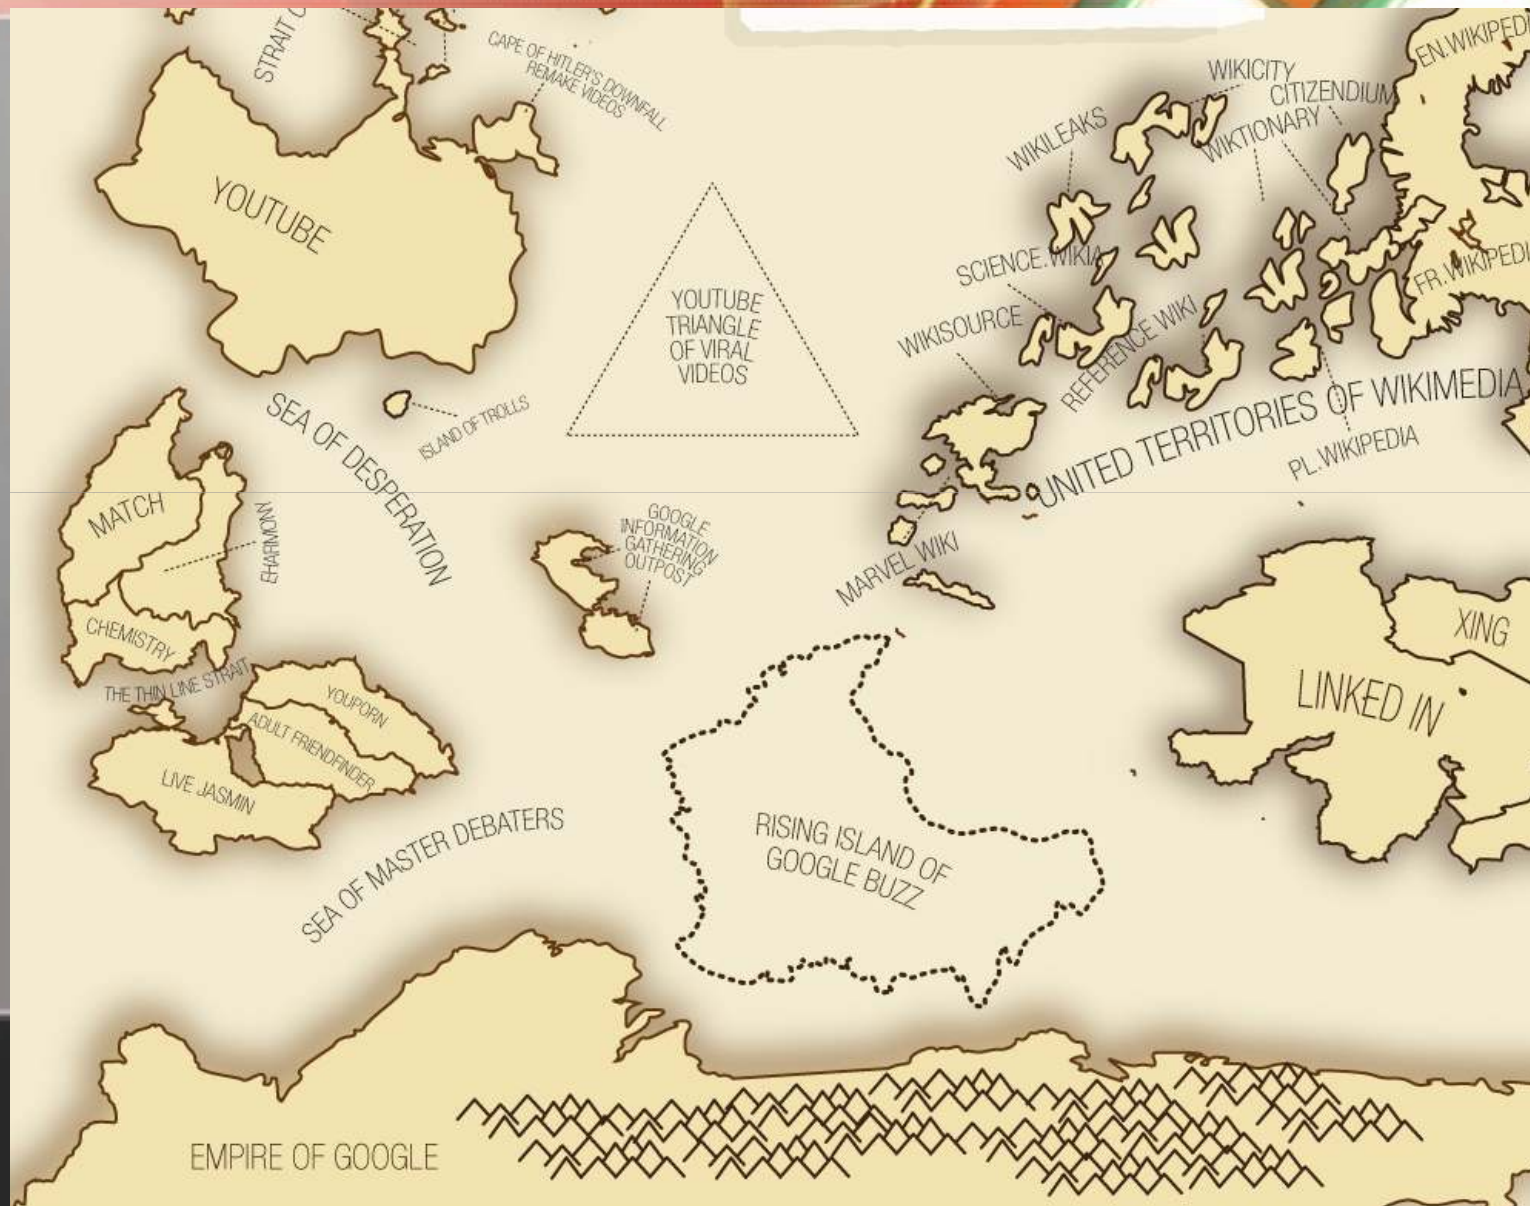 STRAIT
CAPE OF HITLER'S DOWNFALL
REMAKE VIDEOS
WIKICITY
EN.WIKIPEDI
CITIZENDIUM
WIKILEAKS
WIKTIONARY
YOUTUBE
SCIENCE.WIKIA
FR.WIKIPEDI
YOUTUBE
TRIANGLE
OF VIRAL
VIDEOS
WIKISOURCE
REFERENCE WIKI
UNITED TERRITORIES OF WIKIMEDIA
PL.WIKIPEDIA
SEA OF DESPERATION
ISLAND OF TROLLS
MATCH
EHARMONY
GOOGLE
INFORMATION
GATHERING
OUTPOST
MARVEL WIKI
CHEMISTRY
XING
LINKED IN
THE THIN LINE STRAIT
YOUPORN
ADULT FRIENDFINDER
LIVE JASMIN
SEA OF MASTER DEBATERS
RISING ISLAND OF
GOOGLE BUZZ
EMPIRE OF GOOGLE